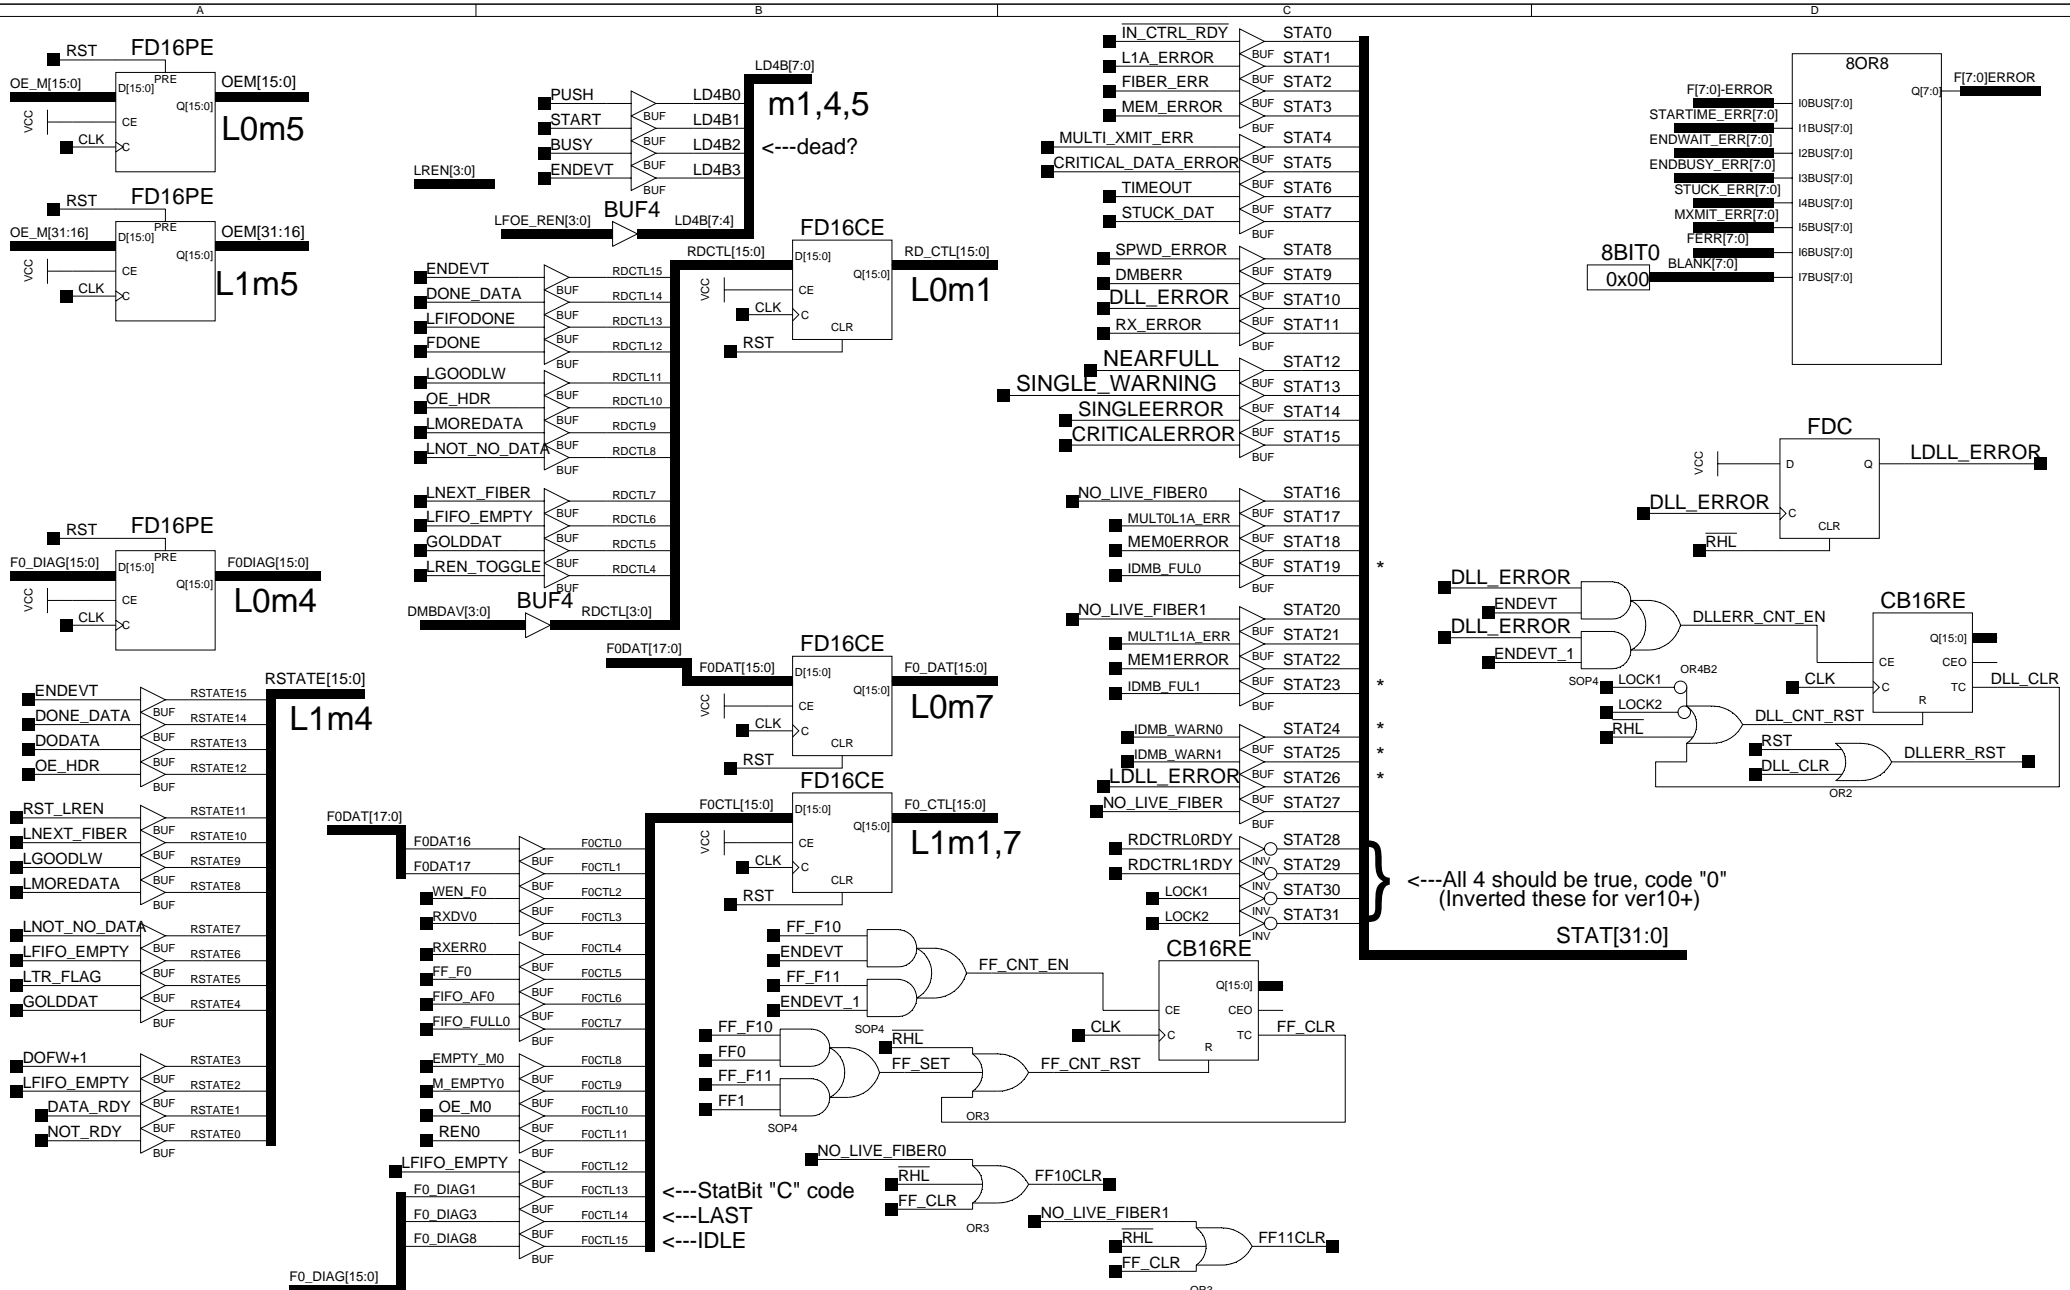 A
B
C
D
FD16PE
RST
PRE
OE_M[15:0]
D[15:0]
OEM[15:0]
Q[15:0]
VCC
CE
CLK
C
L0m5
FD16PE
RST
PRE
OE_M[31:16]
D[15:0]
OEM[31:16]
Q[15:0]
VCC
CE
CLK
C
L1m5
FD16PE
RST
PRE
F0_DIAG[15:0]
D[15:0]
F0DIAG[15:0]
Q[15:0]
VCC
CE
CLK
C
L0m4
RSTATE[15:0]
L1m4
ENDEVT
BUF
RSTATE15
DONE_DATA
BUF
RSTATE14
DODATA
BUF
RSTATE13
OE_HDR
BUF
RSTATE12
RST_LREN
BUF
RSTATE11
LNEXT_FIBER
BUF
RSTATE10
LGOODLW
BUF
RSTATE9
LMOREDATA
BUF
RSTATE8
LNOT_NO_DATA
BUF
RSTATE7
LFIFO_EMPTY
BUF
RSTATE6
LTR_FLAG
BUF
RSTATE5
GOLDDAT
BUF
RSTATE4
DOFW+1
BUF
RSTATE3
LFIFO_EMPTY
BUF
RSTATE2
DATA_RDY
BUF
RSTATE1
NOT_RDY
BUF
RSTATE0
LD4B[7:0]
m1,4,5
<---dead?
PUSH
BUF
LD4B0
START
BUF
LD4B1
BUSY
BUF
LD4B2
ENDEVT
BUF
LD4B3
LREN[3:0]
BUF4
LFOE_REN[3:0]
LD4B[7:4]
RDCTL[15:0]
FD16CE
D[15:0]
RD_CTL[15:0]
Q[15:0]
VCC
CE
CLK
C
CLR
RST
L0m1
ENDEVT
BUF
RDCTL15
DONE_DATA
BUF
RDCTL14
LFIFODONE
BUF
RDCTL13
FDONE
BUF
RDCTL12
LGOODLW
BUF
RDCTL11
OE_HDR
BUF
RDCTL10
LMOREDATA
BUF
RDCTL9
LNOT_NO_DATA
BUF
RDCTL8
LNEXT_FIBER
BUF
RDCTL7
LFIFO_EMPTY
BUF
RDCTL6
GOLDDAT
BUF
RDCTL5
LREN_TOGGLE
BUF
RDCTL4
BUF4
DMBDAV[3:0]
RDCTL[3:0]
F0DAT[17:0]
FD16CE
F0DAT[15:0]
D[15:0]
F0_DAT[15:0]
Q[15:0]
VCC
CE
CLK
C
CLR
RST
L0m7
FD16CE
F0CTL[15:0]
D[15:0]
F0_CTL[15:0]
Q[15:0]
VCC
CE
CLK
C
CLR
RST
L1m1,7
F0DAT[17:0]
F0DAT16
BUF
F0CTL0
F0DAT17
BUF
F0CTL1
WEN_F0
BUF
F0CTL2
RXDV0
BUF
F0CTL3
RXERR0
BUF
F0CTL4
FF_F0
BUF
F0CTL5
FIFO_AF0
BUF
F0CTL6
FIFO_FULL0
BUF
F0CTL7
EMPTY_M0
BUF
F0CTL8
M_EMPTY0
BUF
F0CTL9
OE_M0
BUF
F0CTL10
REN0
BUF
F0CTL11
LFIFO_EMPTY
BUF
F0CTL12
F0_DIAG1
BUF
F0CTL13
<---StatBit "C" code
F0_DIAG3
BUF
F0CTL14
<---LAST
F0_DIAG8
BUF
F0CTL15
<---IDLE
F0_DIAG[15:0]
IN_CTRL_RDY
BUF
STAT0
L1A_ERROR
BUF
STAT1
FIBER_ERR
BUF
STAT2
MEM_ERROR
BUF
STAT3
MULTI_XMIT_ERR
BUF
STAT4
CRITICAL_DATA_ERROR
BUF
STAT5
TIMEOUT
BUF
STAT6
STUCK_DAT
BUF
STAT7
SPWD_ERROR
BUF
STAT8
DMBERR
BUF
STAT9
DLL_ERROR
BUF
STAT10
RX_ERROR
BUF
STAT11
NEARFULL
BUF
STAT12
SINGLE_WARNING
BUF
STAT13
SINGLEERROR
BUF
STAT14
CRITICALERROR
BUF
STAT15
NO_LIVE_FIBER0
BUF
STAT16
MULT0L1A_ERR
BUF
STAT17
MEM0ERROR
BUF
STAT18
IDMB_FUL0
BUF
STAT19
*
NO_LIVE_FIBER1
BUF
STAT20
MULT1L1A_ERR
BUF
STAT21
MEM1ERROR
BUF
STAT22
IDMB_FUL1
BUF
STAT23
*
IDMB_WARN0
BUF
STAT24
*
IDMB_WARN1
BUF
STAT25
*
LDLL_ERROR
BUF
STAT26
*
NO_LIVE_FIBER
BUF
STAT27
RDCTRL0RDY
INV
STAT28
RDCTRL1RDY
INV
STAT29
LOCK1
INV
STAT30
LOCK2
INV
STAT31
}
<---All 4 should be true, code "0"
(Inverted these for ver10+)
STAT[31:0]
FF_F10
ENDEVT
FF_F11
ENDEVT_1
SOP4
FF_CNT_EN
CB16RE
Q[15:0]
CE
CEO
CLK
C
TC
R
FF_CLR
FF_F10
FF0
FF_F11
FF1
SOP4
RHL
FF_SET
OR3
FF_CNT_RST
NO_LIVE_FIBER0
RHL
FF_CLR
OR3
FF10CLR
NO_LIVE_FIBER1
RHL
FF_CLR
OR3
FF11CLR
8OR8
F[7:0]-ERROR
I0BUS[7:0]
Q[7:0]
F[7:0]ERROR
STARTIME_ERR[7:0]
I1BUS[7:0]
ENDWAIT_ERR[7:0]
I2BUS[7:0]
ENDBUSY_ERR[7:0]
I3BUS[7:0]
STUCK_ERR[7:0]
I4BUS[7:0]
MXMIT_ERR[7:0]
I5BUS[7:0]
FERR[7:0]
I6BUS[7:0]
8BIT0
0x00
BLANK[7:0]
I7BUS[7:0]
FDC
VCC
D
Q
LDLL_ERROR
DLL_ERROR
C
CLR
RHL
DLL_ERROR
ENDEVT
DLL_ERROR
ENDEVT_1
SOP4
DLLERR_CNT_EN
CB16RE
Q[15:0]
CE
CEO
CLK
C
TC
R
DLL_CLR
OR4B2
LOCK1
LOCK2
RHL
DLL_CNT_RST
RST
DLL_CLR
OR2
DLLERR_RST